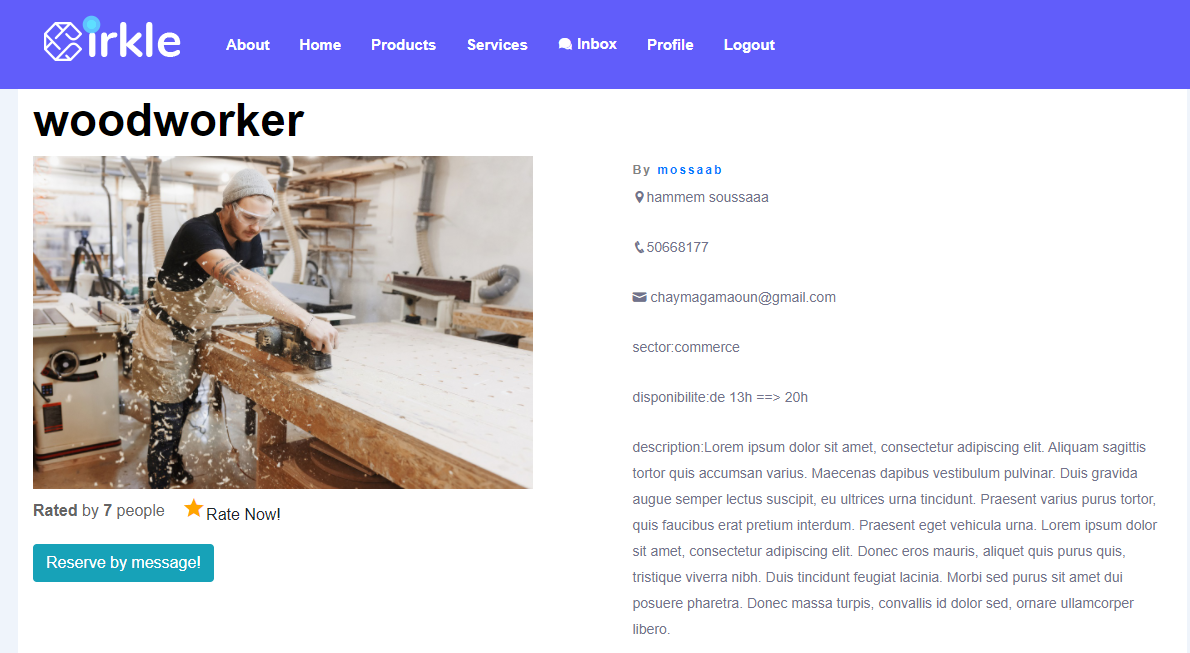 Cirkle
About Home Products Services Inbox Profile Logout
woodworker
By mossaab
hammem soussaaa
50668177
chaymagamaoun@gmail.com
sector:commerce
disponibilite:de 13h ==> 20h
description:Lorem ipsum dolor sit amet, consectetur adipiscing elit. Aliquam sagittis
tortor quis accumsan varius. Maecenas dapibus vestibulum pulvinar. Duis gravida
augue semper lectus suscipit, eu ultrices urna tincidunt. Praesent varius purus tortor,
quis faucibus erat pretium interdum. Praesent eget vehicula urna. Lorem ipsum dolor
sit amet, consectetur adipiscing elit. Donec eros mauris, aliquet quis purus quis,
tristique viverra nibh. Duis tincidunt feugiat lacinia. Morbi sed purus sit amet dui
posuere pharetra. Donec massa turpis, convallis id dolor sed, ornare ullamcorper
libero.
Rated by 7 people Rate Now!
Reserve by message!